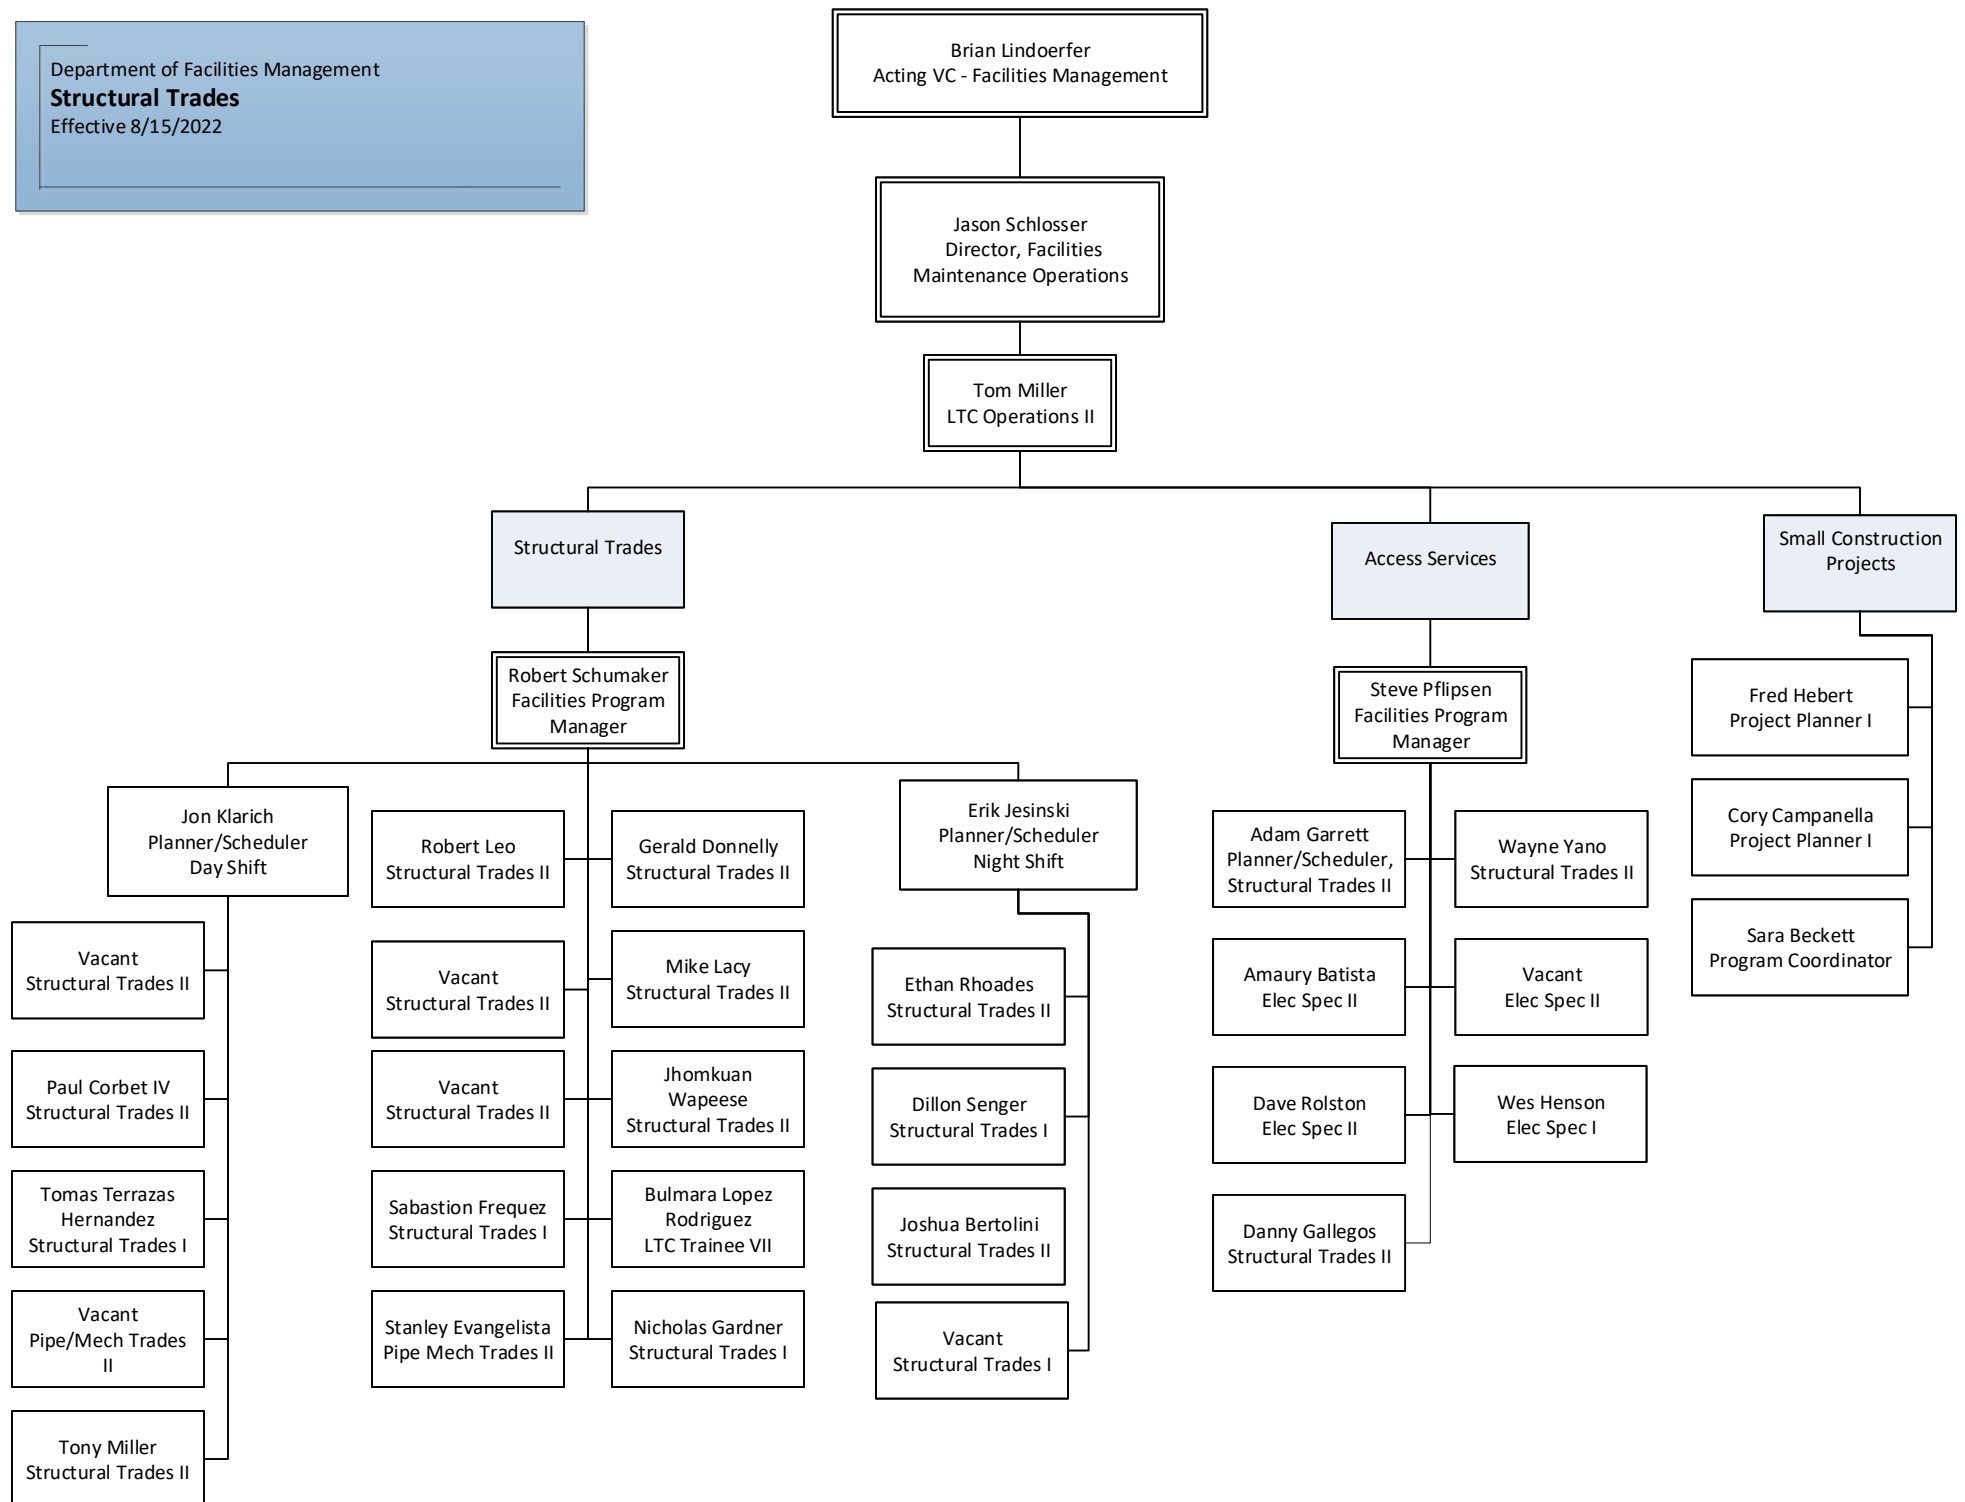 Department of Facilities Management
Structural Trades
Effective 8/15/2022
Brian Lindoerfer
Acting VC - Facilities Management
Jason Schlosser
Director, Facilities
Maintenance Operations
Tom Miller
LTC Operations II
Structural Trades
Access Services
Small Construction
Projects
Robert Schumaker
Facilities Program
Manager
Steve Pflipsen
Facilities Program
Manager
Jon Klarich
Planner/Scheduler
Day Shift
Vacant
Structural Trades II
Paul Corbet IV
Structural Trades II
Tomas Terrazas
Hernandez
Structural Trades I
Vacant
Pipe/Mech Trades
II
Tony Miller
Structural Trades II
Robert Leo
Structural Trades II
Gerald Donnelly
Structural Trades II
Vacant
Structural Trades II
Mike Lacy
Structural Trades II
Vacant
Structural Trades II
Jhomkuan
Wapeese
Structural Trades II
Sabastion Frequez
Structural Trades I
Bulmara Lopez
Rodriguez
LTC Trainee VII
Stanley Evangelista
Pipe Mech Trades II
Nicholas Gardner
Structural Trades I
Erik Jesinski
Planner/Scheduler
Night Shift
Ethan Rhoades
Structural Trades II
Dillon Senger
Structural Trades I
Joshua Bertolini
Structural Trades II
Vacant
Structural Trades I
Adam Garrett
Planner/Scheduler,
Structural Trades II
Wayne Yano
Structural Trades II
Amaury Batista
Elec Spec II
Vacant
Elec Spec II
Dave Rolston
Elec Spec II
Wes Henson
Elec Spec I
Danny Gallegos
Structural Trades II
Fred Hebert
Project Planner I
Cory Campanella
Project Planner I
Sara Beckett
Program Coordinator